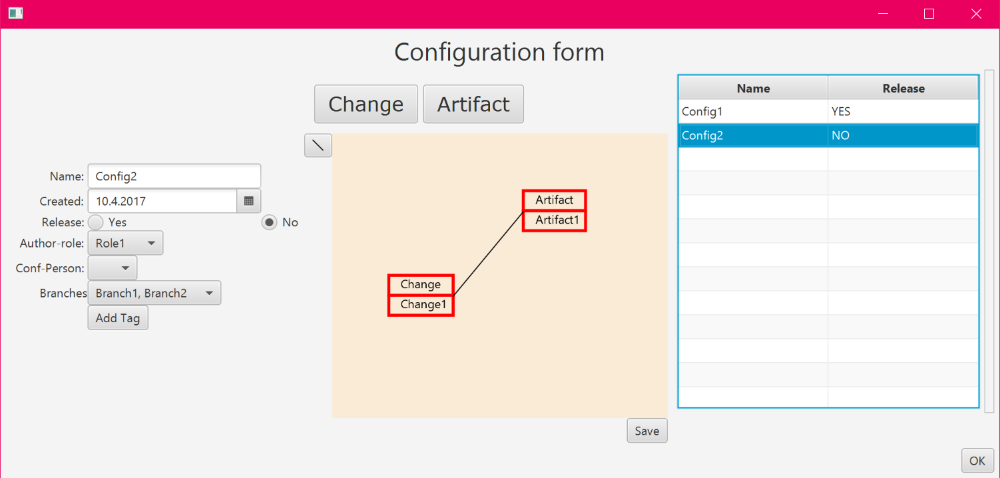 Configuration form
Change Artifact
Name: Config2
Created: 10.4.2017
Release: Yes No
Author-role: Role1
Conf-Person:
Branches Branch1, Branch2
Add Tag
Artifact
Artifact1
Change
Change1
Save
Name Release
Config1 YES
Config2 NO
OK